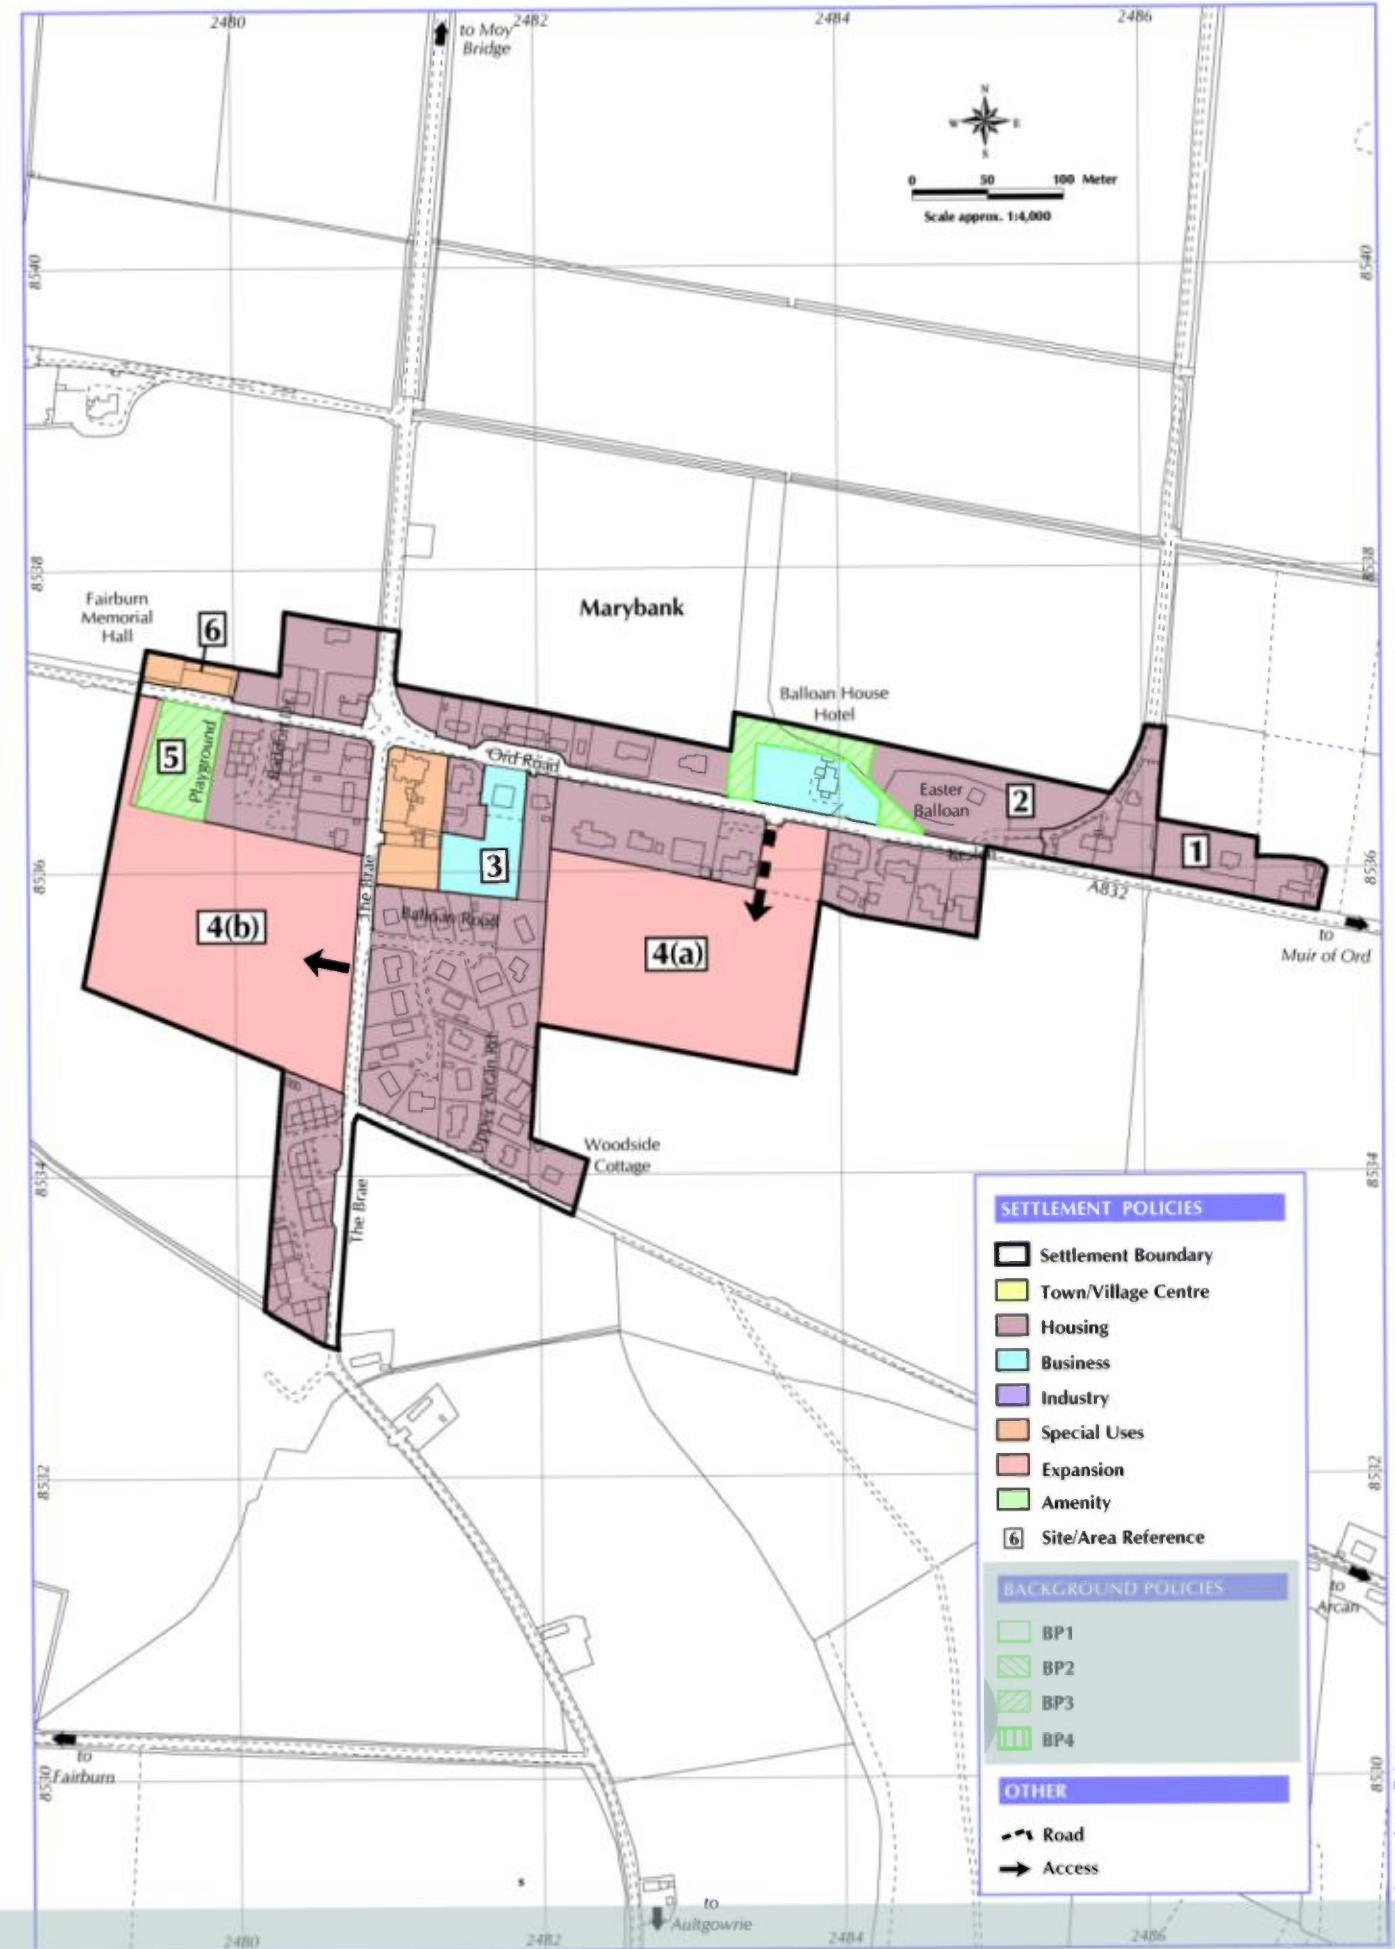 2480
2482
2484
2486
to Moy
Bridge
N
W
E
S
0 50 100 Meter
Scale approx. 1:4,000
8540
8540
8538
8538
Fairburn
Memorial
Hall
6
Marybank
Balloan House
Hotel
5
Playground
Ord Road
Easter
Balloan
2
1
3
8536
8536
The Brae
A832
Balloan Road
4(b)
4(a)
to
Muir of Ord
Upper Arcan Rd
Woodside
Cottage
8534
8534
The Brae
SETTLEMENT POLICIES
Settlement Boundary
Town/Village Centre
Housing
Business
Industry
Special Uses
Expansion
Amenity
6 Site/Area Reference
8532
8532
BACKGROUND POLICIES
BP1
BP2
BP3
BP4
to
Arcan
to
Fairburn
8530
8530
OTHER
Road
Access
s
to
Aultgowrie
2480
2482
2484
2486